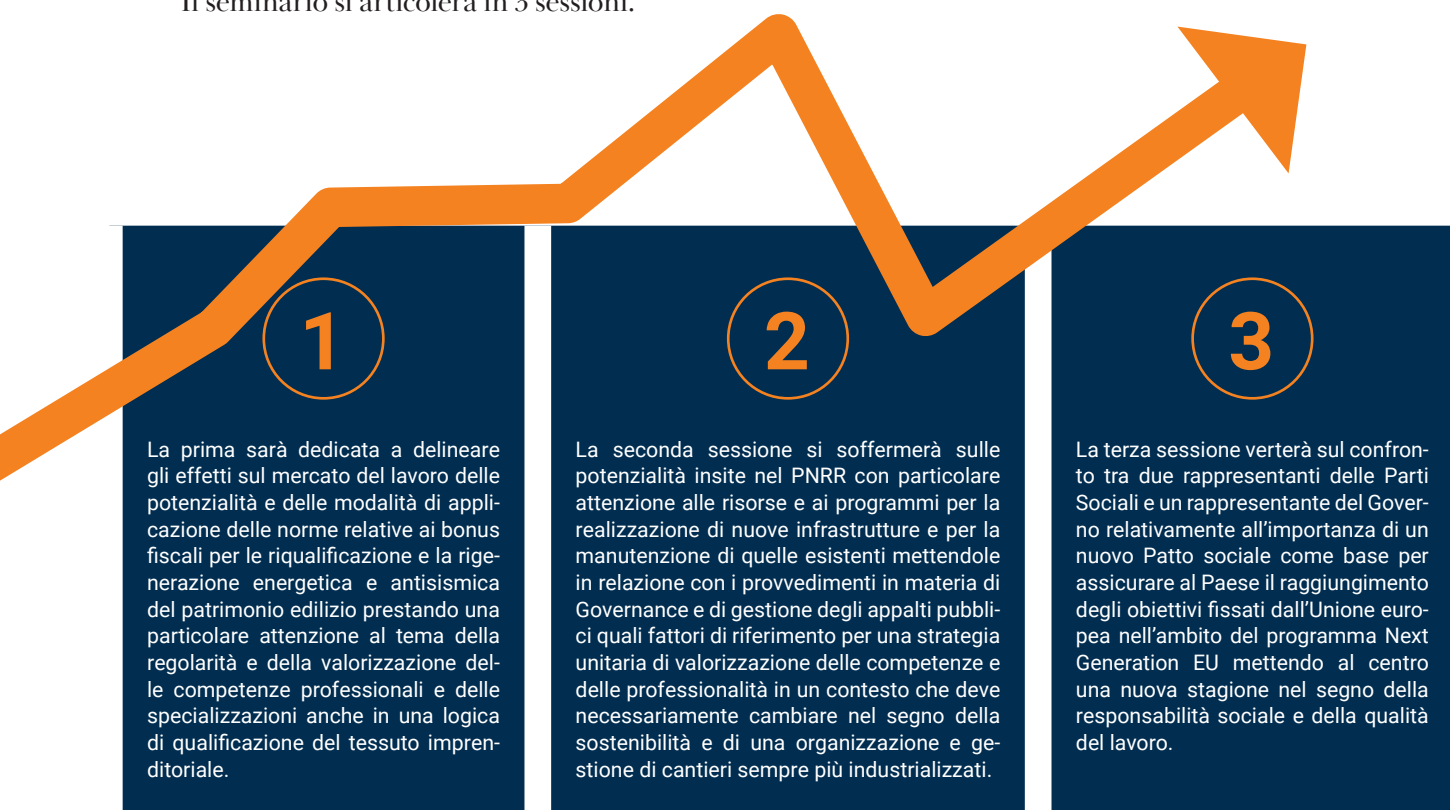 Il seminario si articolerà in 3 sessioni.
1
La prima sarà dedicata a delineare
gli effetti sul mercato del lavoro delle
potenzialità e delle modalità di appli-
cazione delle norme relative ai bonus
fiscali per le riqualificazione e la rige-
nerazione energetica e antisismica
del patrimonio edilizio prestando una
particolare attenzione al tema della
regolarità e della valorizzazione del-
le competenze professionali e delle
specializzazioni anche in una logica
di qualificazione del tessuto impren-
ditoriale.
2
La seconda sessione si soffermerà sulle
potenzialità insite nel PNRR con particolare
attenzione alle risorse e ai programmi per la
realizzazione di nuove infrastrutture e per la
manutenzione di quelle esistenti mettendole
in relazione con i provvedimenti in materia di
Governance e di gestione degli appalti pubbli-
ci quali fattori di riferimento per una strategia
unitaria di valorizzazione delle competenze e
delle professionalità in un contesto che deve
necessariamente cambiare nel segno della
sostenibilità e di una organizzazione e ge-
stione di cantieri sempre più industrializzati.
3
La terza sessione verterà sul confron-
to tra due rappresentanti delle Parti
Sociali e un rappresentante del Gover-
no relativamente all'importanza di un
nuovo Patto sociale come base per
assicurare al Paese il raggiungimento
degli obiettivi fissati dall'Unione euro-
pea nell'ambito del programma Next
Generation EU mettendo al centro
una nuova stagione nel segno della
responsabilità sociale e della qualità
del lavoro.